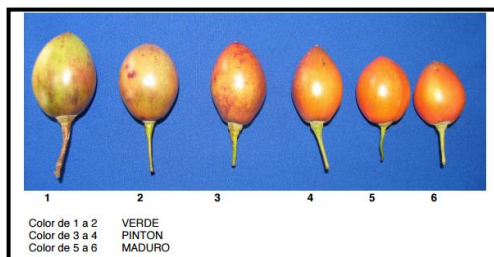 1 2 3 4 5 6
Color de 1 a 2 VERDE
Color de 3 a 4 PINTON
Color de 5 a 6 MADURO